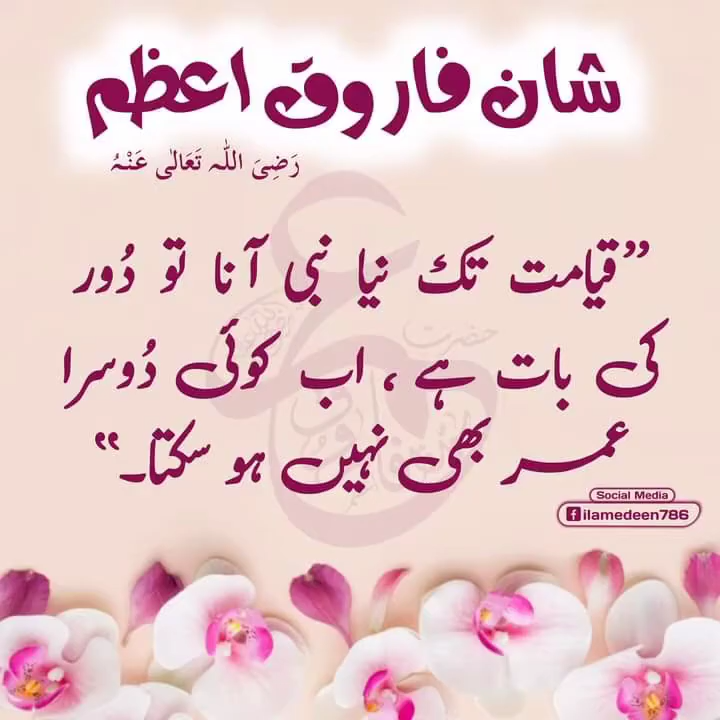 شان فاروق اعظم
رَضِیَ اللّٰہ تَعَالٰی عَنْہُ
”قیامت تک نیا نبی آنا تو دُور
کی بات ہے ، اب کوئی دُوسرا
عمر بھی نہیں ہو سکتا۔“
حضرت
Social Media
ilamedeen786